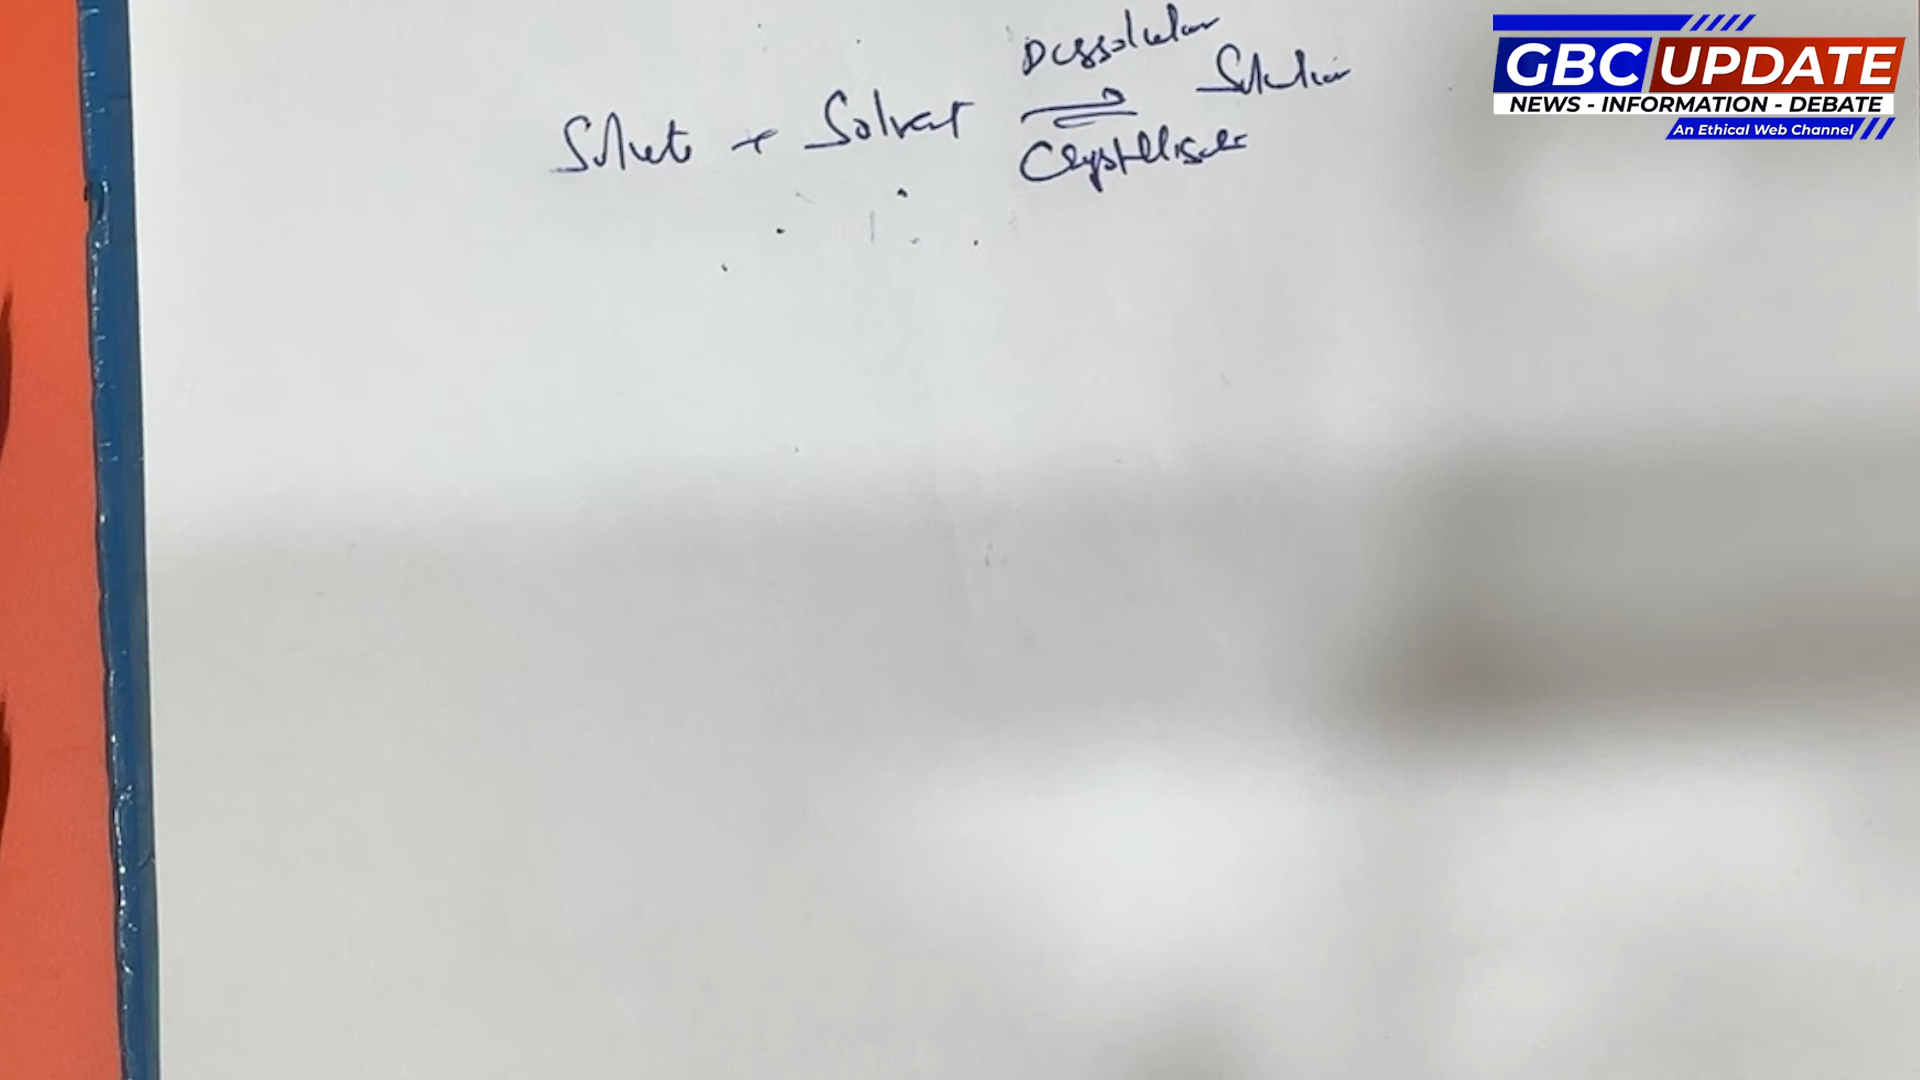 Dissolution
Solute + Solvent ⇌ Solution
Crystallisation
GBC UPDATE
NEWS - INFORMATION - DEBATE
An Ethical Web Channel